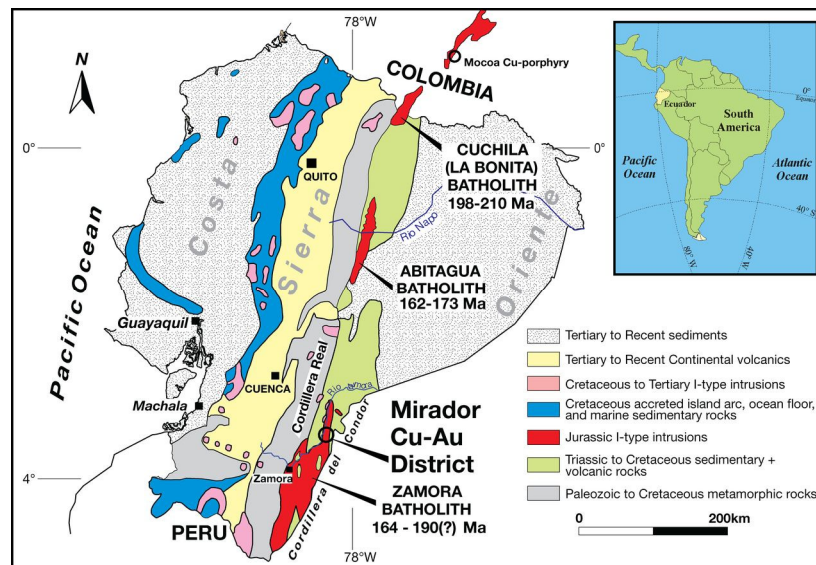 78°W
N
Mocoa Cu-porphyry
COLOMBIA
0°
0°
CUCHILA
(LA BONITA)
BATHOLITH
198-210 Ma
QUITO
Costa
Sierra
Oriente
Río Napo
Pacific Ocean
ABITAGUA
BATHOLITH
162-173 Ma
Guayaquil
Cordillera Real
CUENCA
Machala
Mirador
Cu-Au
District
Cordillera del Condor
4°
Zamora
ZAMORA
BATHOLITH
164 - 190(?) Ma
PERU
78°W
0°
Ecuador
South
America
Pacific
Ocean
Atlantic
Ocean
40° S
80° W
40° W
Tertiary to Recent sediments
Tertiary to Recent Continental volcanics
Cretaceous to Tertiary I-type intrusions
Cretaceous accreted island arc, ocean floor,
and marine sedimentary rocks
Jurassic I-type intrusions
Triassic to Cretaceous sedimentary +
volcanic rocks
Paleozoic to Cretaceous metamorphic rocks
0
200km